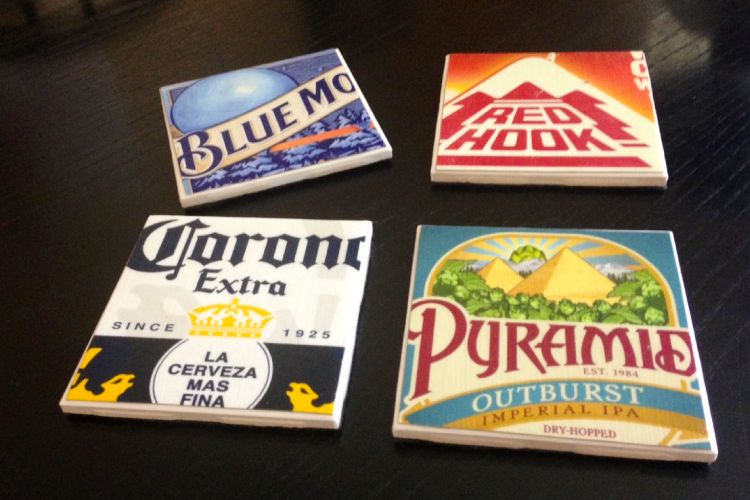 BLUE MO
RED
HOOK
Corona
Extra
SINCE 1925
LA
CERVEZA
MAS
FINA
PYRAMID
EST. 1984
OUTBURST
IMPERIAL IPA
DRY-HOPPED